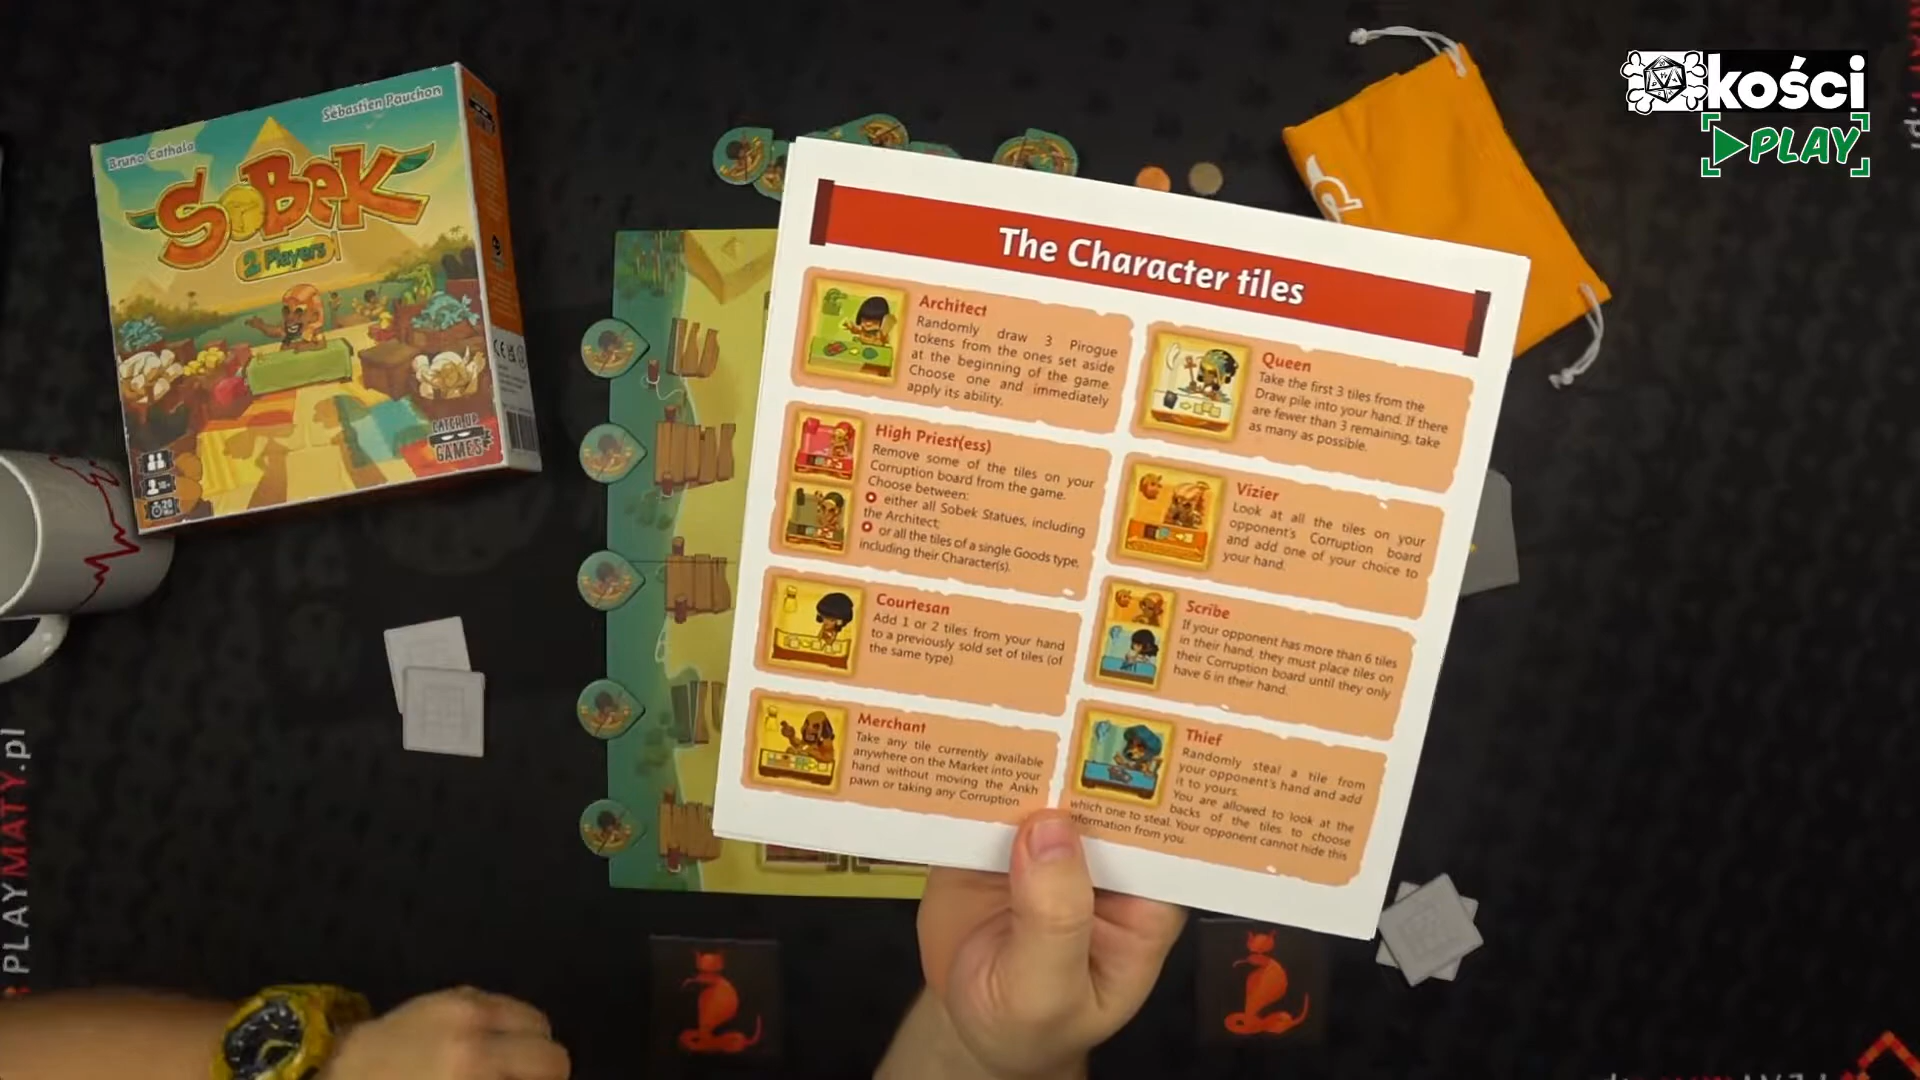 kości
PLAY
Bruno Cathala
Sébastien Pauchon
SOBEK
2 Players
CATCH UP
GAMES
The Character tiles
Architect
Randomly draw 3 Pirogue
tokens from the ones set aside
at the beginning of the game.
Choose one and immediately
apply its ability.
High Priest(ess)
Remove some of the tiles on your
Corruption board from the game.
Choose between:
either all Sobek Statues, including
the Architect;
or all the tiles of a single Goods type,
including their Character(s).
Courtesan
Add 1 or 2 tiles from your hand
to a previously sold set of tiles (of
the same type)
Merchant
Take any tile currently available
anywhere on the Market into your
hand without moving the Ankh
pawn or taking any Corruption
Queen
Take the first 3 tiles from the
Draw pile into your hand. If there
are fewer than 3 remaining, take
as many as possible.
Vizier
Look at all the tiles on your
opponent's Corruption board
and add one of your choice to
your hand.
Scribe
If your opponent has more than 6 tiles
in their hand, they must place tiles on
their Corruption board until they only
have 6 in their hand.
Thief
Randomly steal a tile from
your opponent's hand and add
it to yours.
You are allowed to look at the
backs of the tiles to choose
which one to steal. Your opponent cannot hide this
information from you.
PLAYMATY.pl